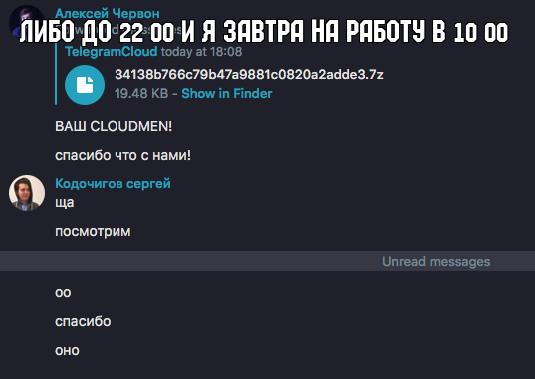 Алексей Червон
ЛИБО ДО 22 00 И Я ЗАВТРА НА РАБОТУ В 10 00
TelegramCloud today at 18:08
34138b766c79b47a9881c0820a2adde3.7z
19.48 KB - Show in Finder
ВАШ CLOUDMEN!
спасибо что с нами!
Кодочигов сергей
ща
посмотрим
Unread messages
оо
спасибо
оно